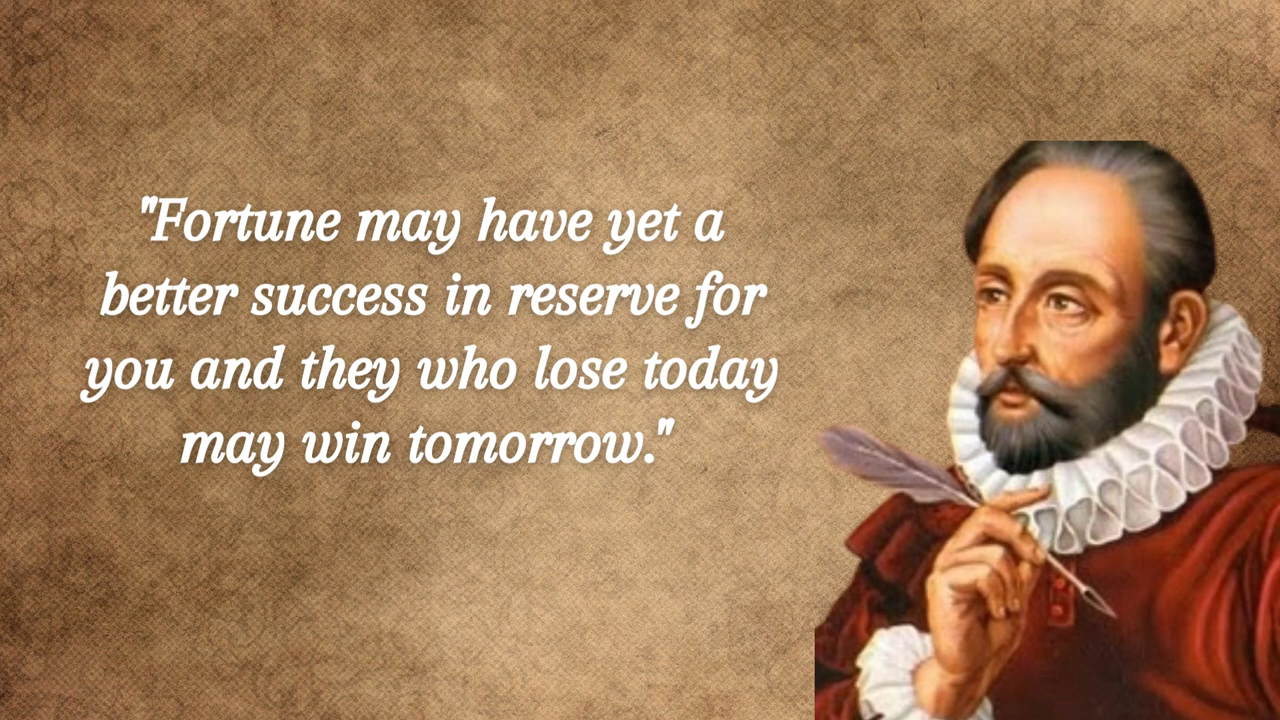 "Fortune may have yet a
better success in reserve for
you and they who lose today
may win tomorrow."